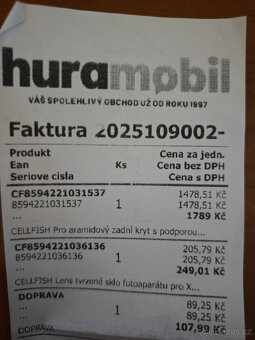 huramobil
VÁŠ SPOLEHLIVÝ OBCHOD UŽ OD ROKU 1997
Faktura 2025109002-
Produkt Cena za jedn.
Ean Ks Cena bez DPH
Seriove cisla Cena s DPH
CF8594221031537 1478,51 Kč
8594221031537 1 1478,51 Kč
... 1789 Kč
CELLFISH Pro aramidový zadní kryt s podporou...
CF8594221036136 205,79 Kč
8594221036136 1 205,79 Kč
... 249,01 Kč
CELLFISH Lens tvrzené sklo fotoaparátu pro X...
DOPRAVA 89,25 Kč
... 1 89,25 Kč
... 107,99 Kč
DOPRAVA